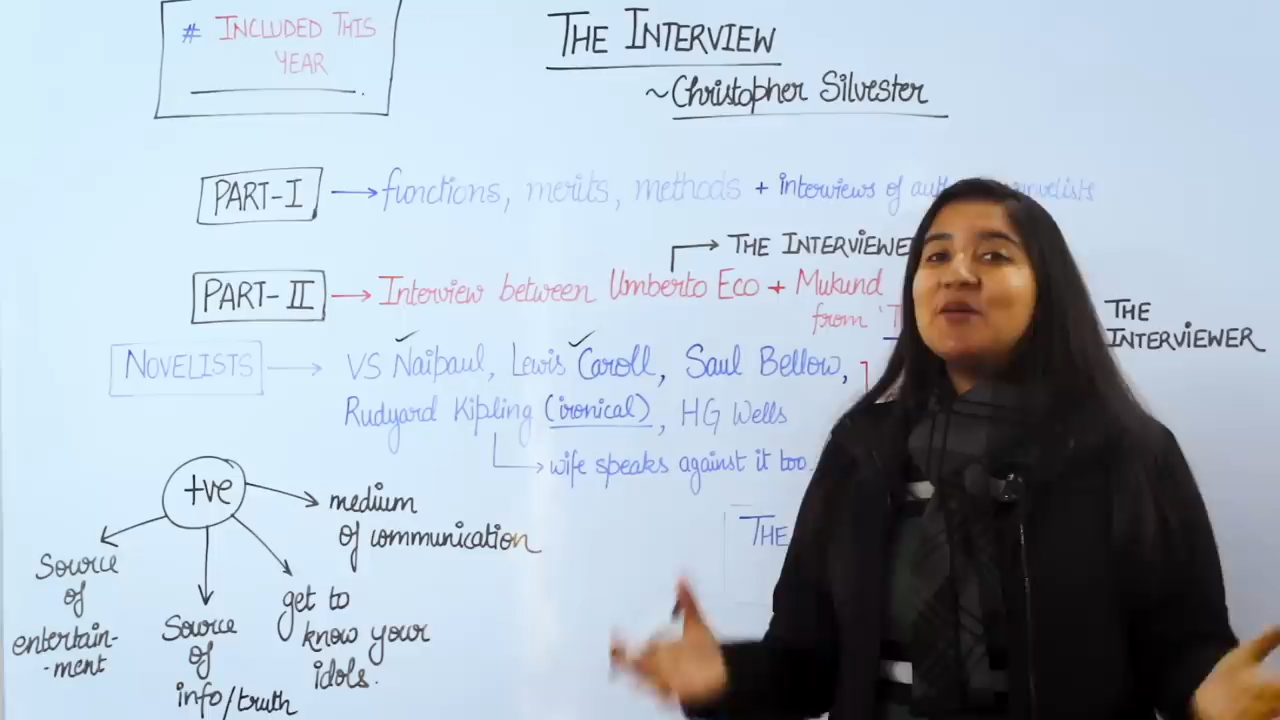 # INCLUDED THIS
YEAR
THE INTERVIEW
~Christopher Silvester
PART-I → functions, merits, methods + interviews of
→ THE INTERVIEWE
PART-II → Interview between Umberto Eco + Mukund
from 'T
THE
INTERVIEWER
NOVELISTS → VS Naipaul, Lewis Caroll, Saul Bellow,
Rudyard Kipling (ironical), HG Wells
→ wife speaks against it too.
THE
+ve
medium
of communication
Source
of
entertain-
-ment
Source
of
info/truth
get to
know your
idols.